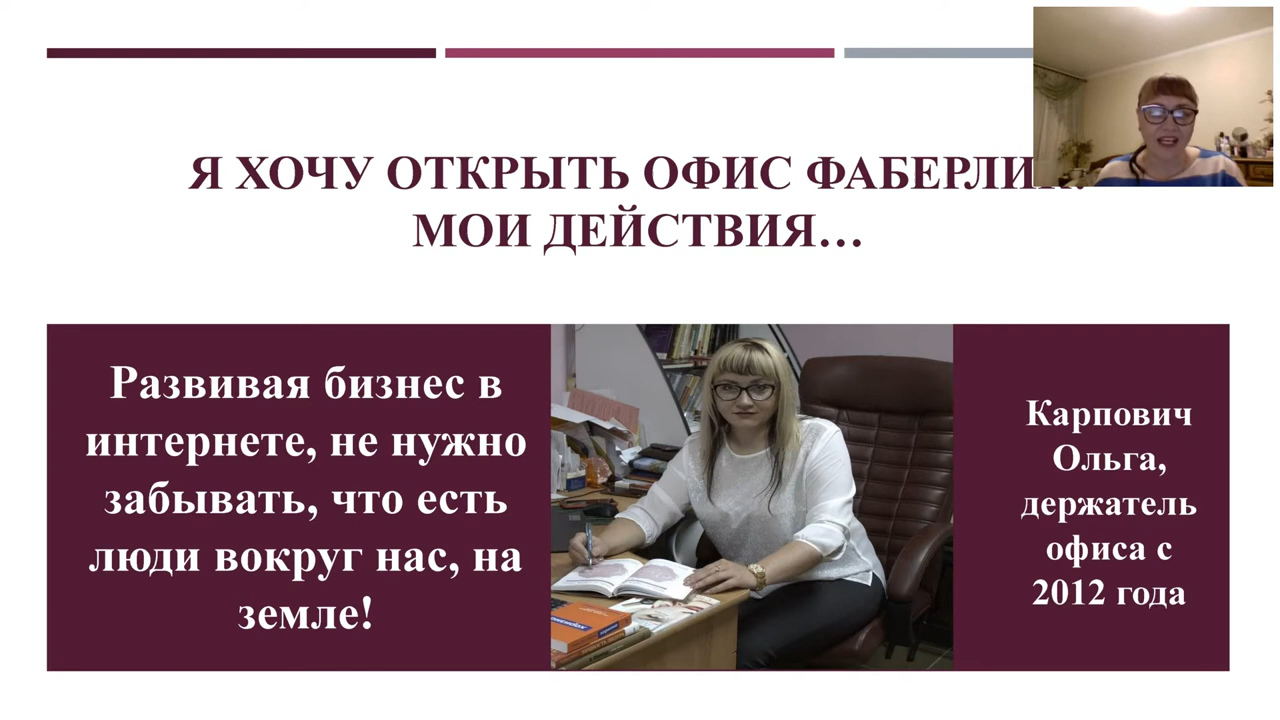 Я ХОЧУ ОТКРЫТЬ ОФИС
МОИ ДЕЙСТВИЯ…
Развивая бизнес в
интернете, не нужно
забывать, что есть
люди вокруг нас, на
земле!
Карпович
Ольга,
держатель
офиса с
2012 года